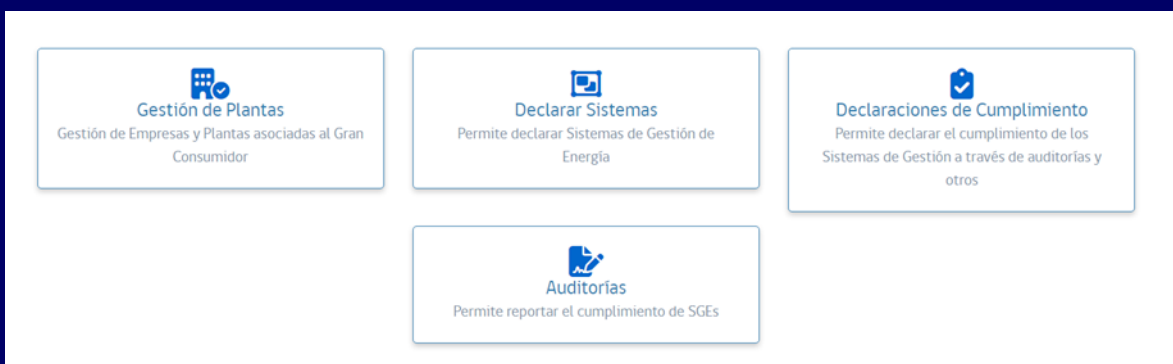 Gestión de Plantas
Gestión de Empresas y Plantas asociadas al Gran
Consumidor
Declarar Sistemas
Permite declarar Sistemas de Gestión de
Energía
Declaraciones de Cumplimiento
Permite declarar el cumplimiento de los
Sistemas de Gestión a través de auditorías y
otros
Auditorías
Permite reportar el cumplimiento de SGEs